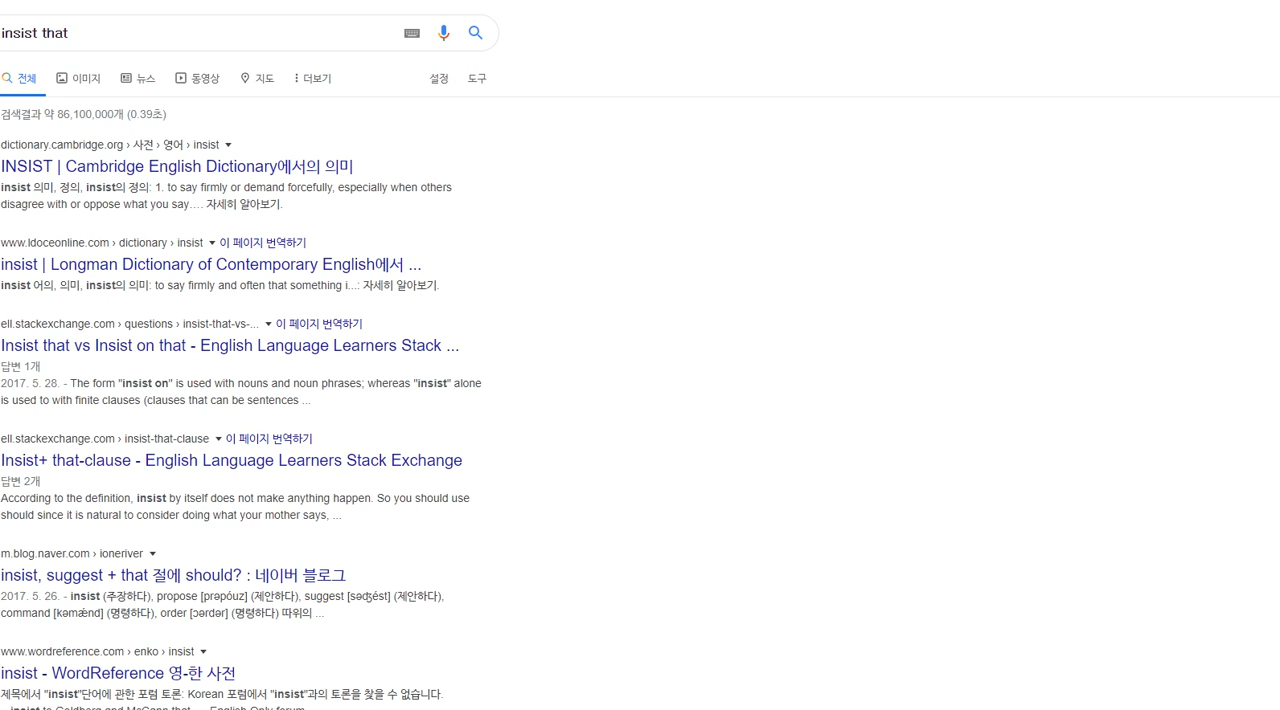 insist that
전체 이미지 뉴스 동영상 지도 더보기 설정 도구
검색결과 약 86,100,000개 (0.39초)
dictionary.cambridge.org › 사전 › 영어 › insist
INSIST | Cambridge English Dictionary에서의 의미
insist 의미, 정의, insist의 정의: 1. to say firmly or demand forcefully, especially when others
disagree with or oppose what you say…. 자세히 알아보기.
www.ldoceonline.com › dictionary › insist 이 페이지 번역하기
insist | Longman Dictionary of Contemporary English에서 ...
insist 어의, 의미, insist의 의미: to say firmly and often that something i...: 자세히 알아보기.
ell.stackexchange.com › questions › insist-that-vs-... 이 페이지 번역하기
Insist that vs Insist on that - English Language Learners Stack ...
답변 1개
2017. 5. 28. - The form "insist on" is used with nouns and noun phrases; whereas "insist" alone
is used to with finite clauses (clauses that can be sentences ...
ell.stackexchange.com › insist-that-clause 이 페이지 번역하기
Insist+ that-clause - English Language Learners Stack Exchange
답변 2개
According to the definition, insist by itself does not make anything happen. So you should use
should since it is natural to consider doing what your mother says, ...
m.blog.naver.com › ioneriver
insist, suggest + that 절에 should? : 네이버 블로그
2017. 5. 26. - insist (주장하다), propose [prəpóuz] (제안하다), suggest [səʤést] (제안하다),
command [kəmǽnd] (명령하다), order [ɔərdər] (명령하다) 따위의 ...
www.wordreference.com › enko › insist
insist - WordReference 영-한 사전
제목에서 "insist"단어에 관한 포럼 토론: Korean 포럼에서 "insist"과의 토론을 찾을 수 없습니다.
insist to Goldberg and McCann that ... - English Only forum